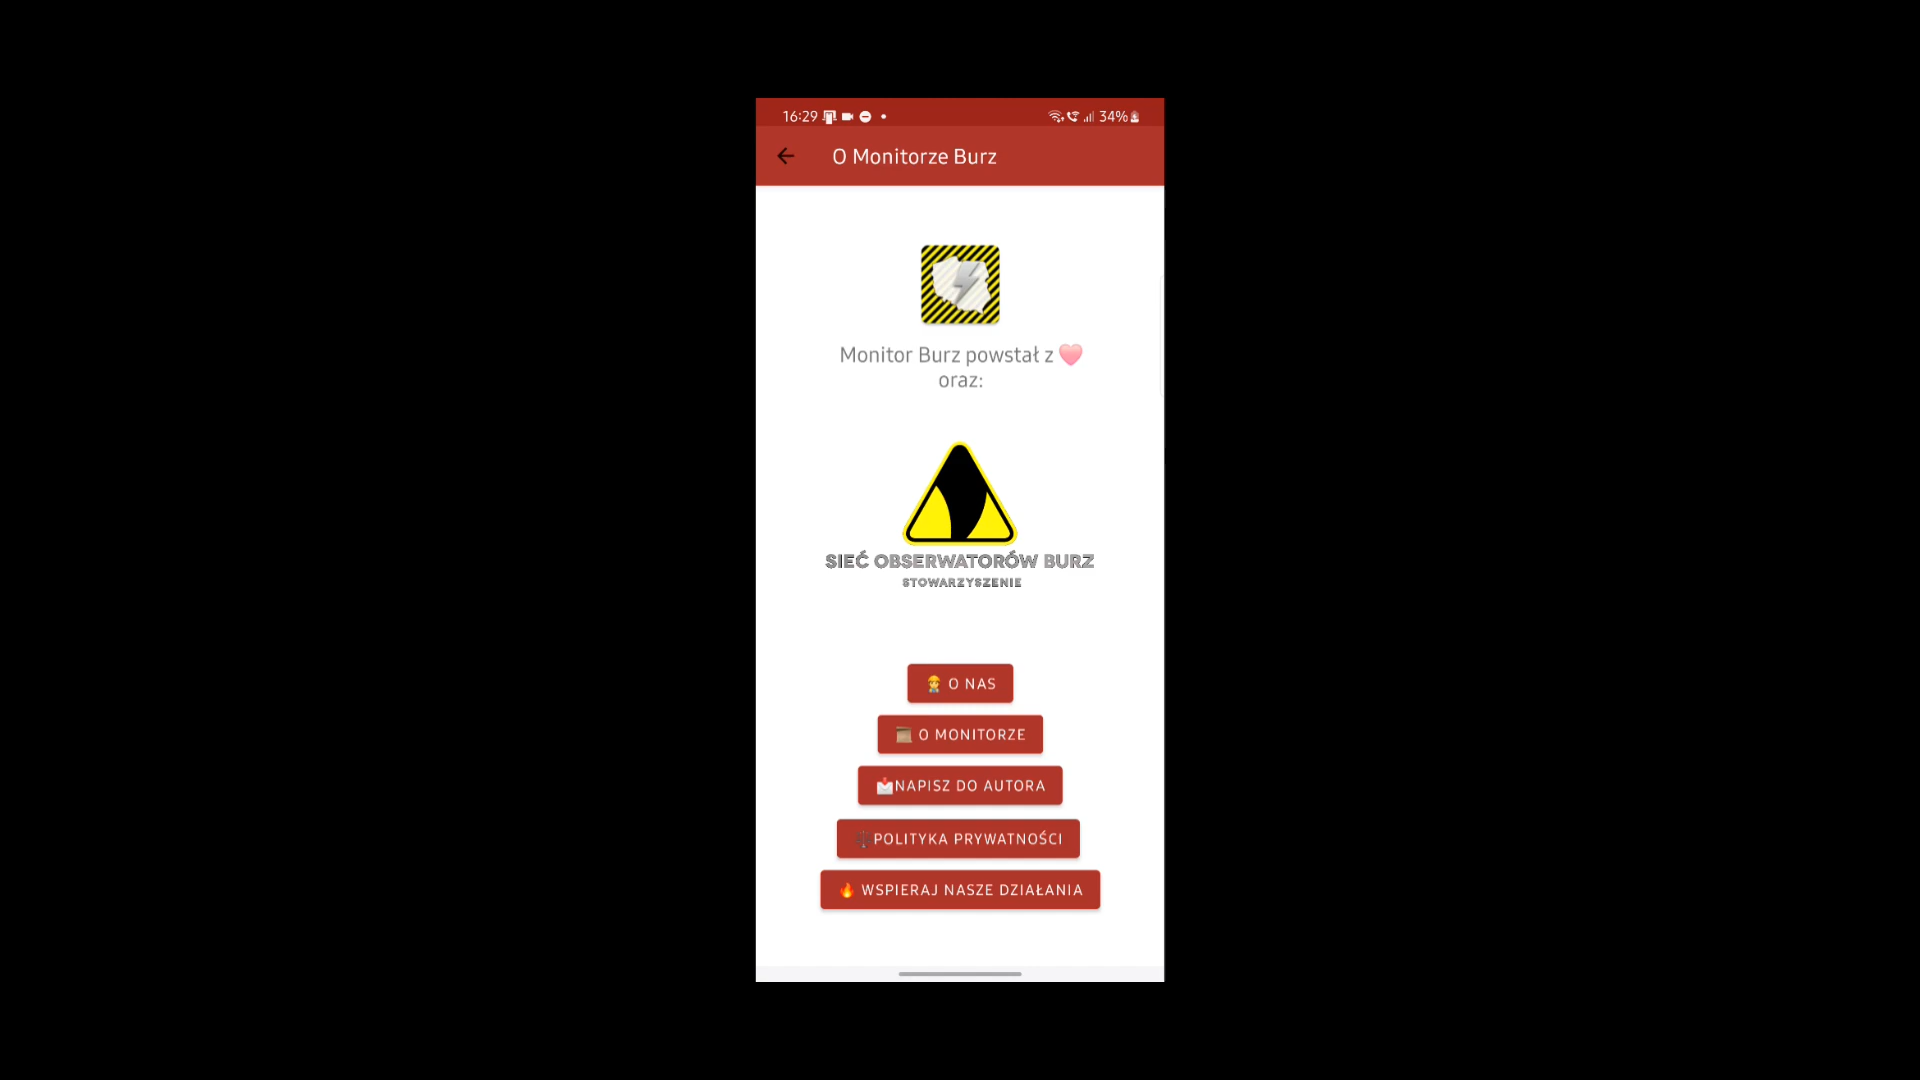 16:29 34%
O Monitorze Burz
Monitor Burz powstał z
oraz:
SIEĆ OBSERWATORÓW BURZ
STOWARZYSZENIE
O NAS
O MONITORZE
NAPISZ DO AUTORA
POLITYKA PRYWATNOŚCI
WSPIERAJ NASZE DZIAŁANIA